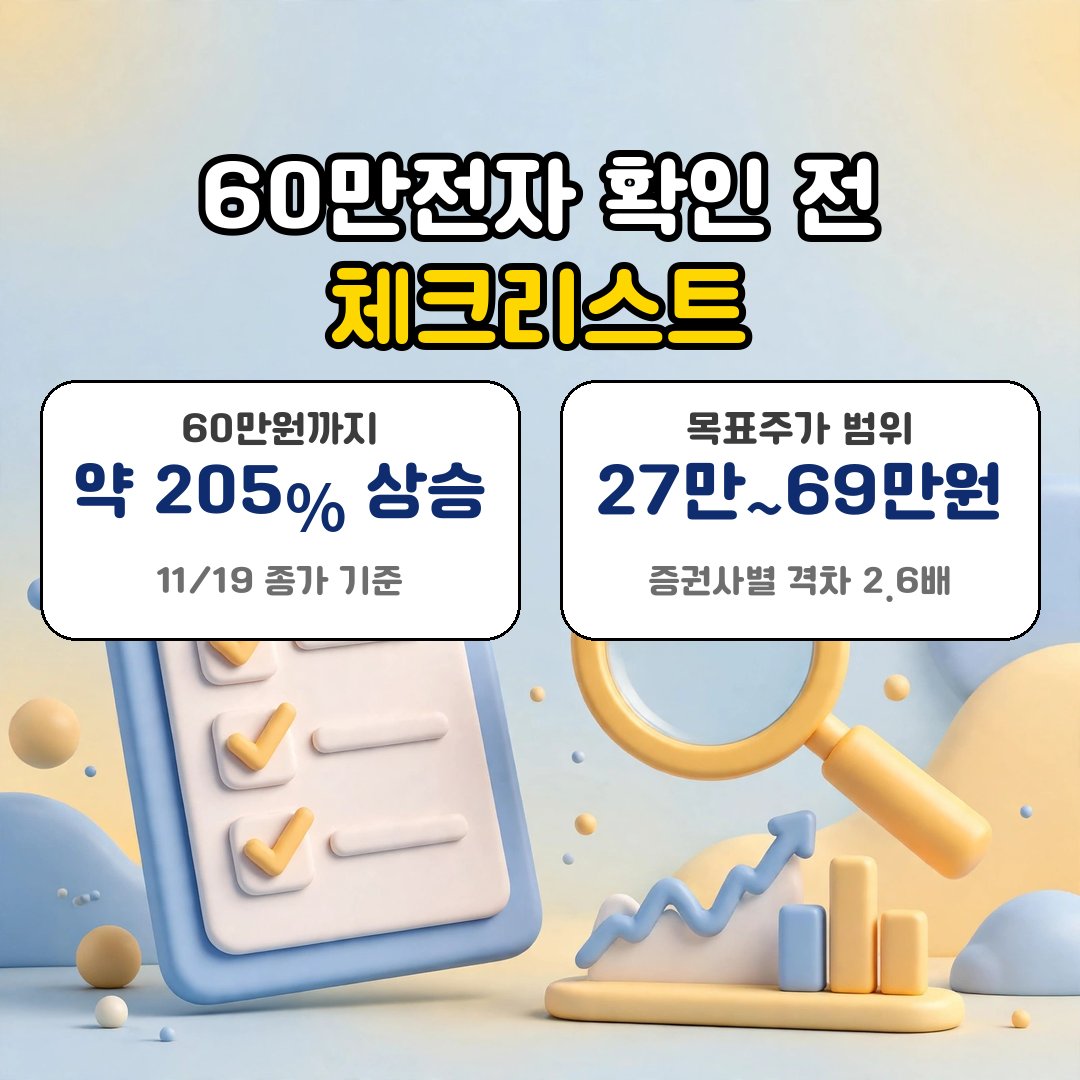 60만전자 확인 전
체크리스트
60만원까지
약 205% 상승
11/19 종가 기준
목표주가 범위
27만~69만원
증권사별 격차 2.6배